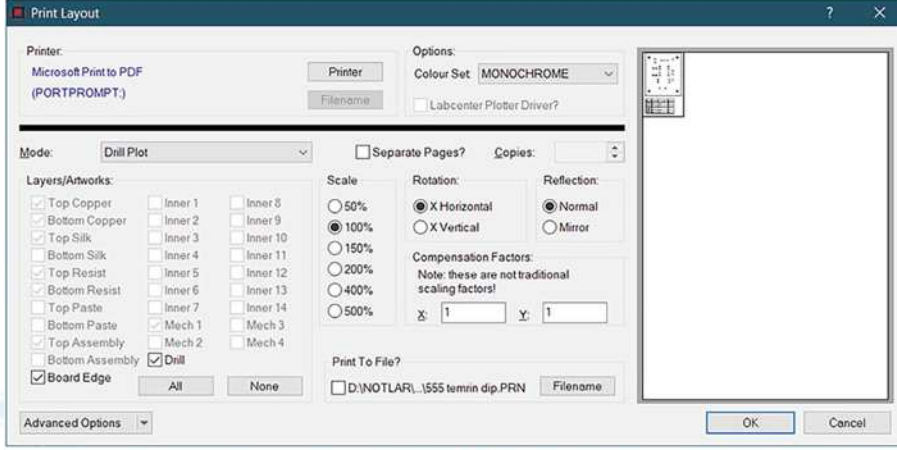 Print Layout
? ×
Printer:
Microsoft Print to PDF
(PORTPROMPT:)
Printer
Filename
Options:
Colour Set MONOCHROME
Labcenter Plotter Driver?
Mode: Drill Plot
Separate Pages? Copies:
Layers/Artworks:
Top Copper Inner 1 Inner 8
Bottom Copper Inner 2 Inner 9
Top Silk Inner 3 Inner 10
Bottom Silk Inner 4 Inner 11
Top Resist Inner 5 Inner 12
Bottom Resist Inner 6 Inner 13
Top Paste Inner 7 Inner 14
Bottom Paste Mech 1 Mech 3
Top Assembly Mech 2 Mech 4
Bottom Assembly Drill
Board Edge All None
Scale
50%
100%
150%
200%
400%
500%
Rotation:
X Horizontal
X Vertical
Reflection:
Normal
Mirror
Compensation Factors:
Note: these are not traditional
scaling factors!
X: 1 Y: 1
Print To File?
D:\NOTLAR\...\555 temrin dip.PRN Filename
Advanced Options
OK Cancel